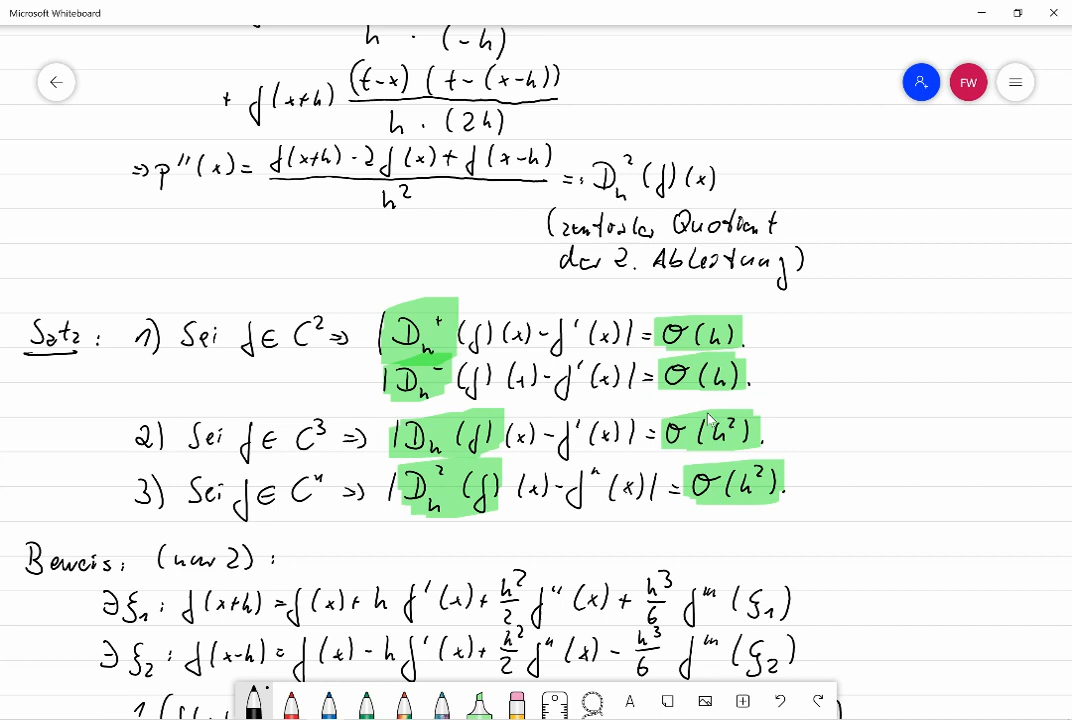 Microsoft Whiteboard
h · (-h)
FW
+ f(x+h) (t-x) (t-(x-h)) / h · (2h)
⇒ p''(x) = f(x+h) - 2f(x) + f(x-h) / h² =: D_h²(f)(x)
(zentraler Quotient
der 2. Ableitung)
Satz: 1) Sei f ∈ C² ⇒ |D_h⁺(f)(x) - f'(x)| = O(h).
|D_h⁻(f)(x) - f'(x)| = O(h).
2) Sei f ∈ C³ ⇒ |D_h(f)(x) - f'(x)| = O(h²).
3) Sei f ∈ C⁴ ⇒ |D_h²(f)(x) - f''(x)| = O(h²).
Beweis: (nur 2):
∃ξ₁: f(x+h) = f(x) + h f'(x) + h²/2 f''(x) + h³/6 f'''(ξ₁)
∃ξ₂: f(x-h) = f(x) - h f'(x) + h²/2 f''(x) - h³/6 f'''(ξ₂)
A